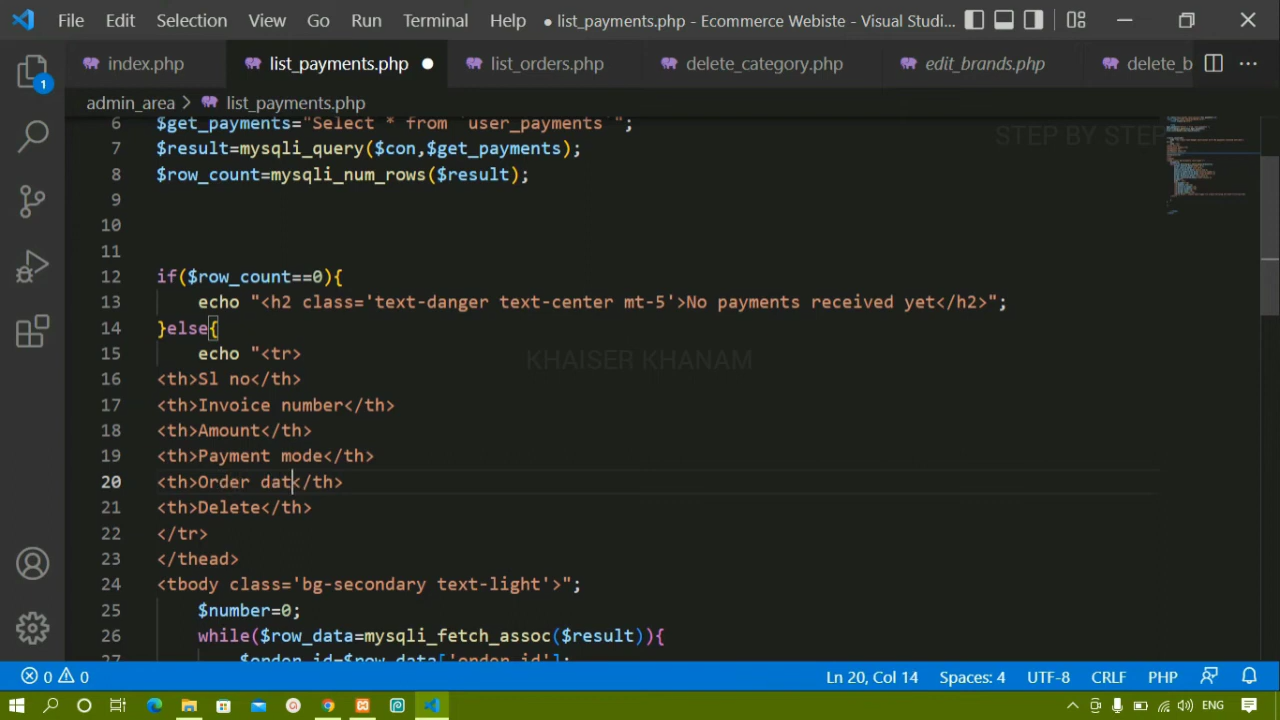 File Edit Selection View Go Run Terminal Help ● list_payments.php - Ecommerce Webiste - Visual Studi...
index.php list_payments.php ● list_orders.php delete_category.php edit_brands.php delete_b ...
1
admin_area > list_payments.php
STEP BY STEP
6 $get_payments="Select * from `user_payments`";
7 $result=mysqli_query($con,$get_payments);
8 $row_count=mysqli_num_rows($result);
9
10
11
12 if($row_count==0){
13 echo "<h2 class='text-danger text-center mt-5'>No payments received yet</h2>";
14 }else{
15 echo "<tr>
KHAISER KHANAM
16 <th>Sl no</th>
17 <th>Invoice number</th>
18 <th>Amount</th>
19 <th>Payment mode</th>
20 <th>Order dat</th>
21 <th>Delete</th>
22 </tr>
23 </thead>
24 <tbody class='bg-secondary text-light'>";
25 $number=0;
26 while($row_data=mysqli_fetch_assoc($result)){
27 $order_id=$row_data['order_id'];
0 0 Ln 20, Col 14 Spaces: 4 UTF-8 CRLF PHP
ENG